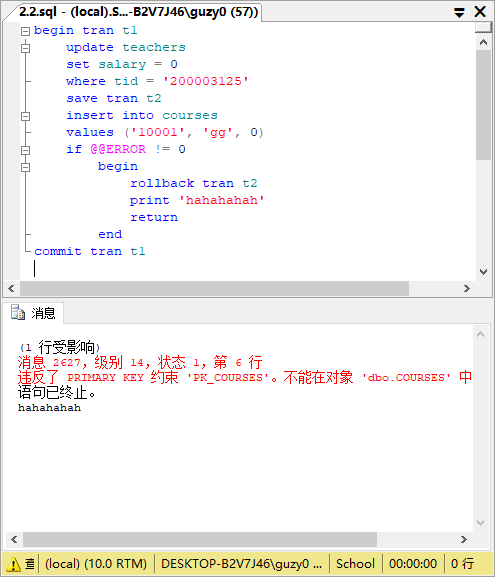 2.2.sql - (local).S...-B2V7J46\guzy0 (57))
begin tran t1
update teachers
set salary = 0
where tid = '200003125'
save tran t2
insert into courses
values ('10001', 'gg', 0)
if @@ERROR != 0
begin
rollback tran t2
print 'hahahahah'
return
end
commit tran t1
消息
(1 行受影响)
消息 2627，级别 14，状态 1，第 6 行
违反了 PRIMARY KEY 约束 'PK_COURSES'。不能在对象 'dbo.COURSES' 中
语句已终止。
hahahahah
(local) (10.0 RTM)
DESKTOP-B2V7J46\guzy0 ...
School
00:00:00
0 行